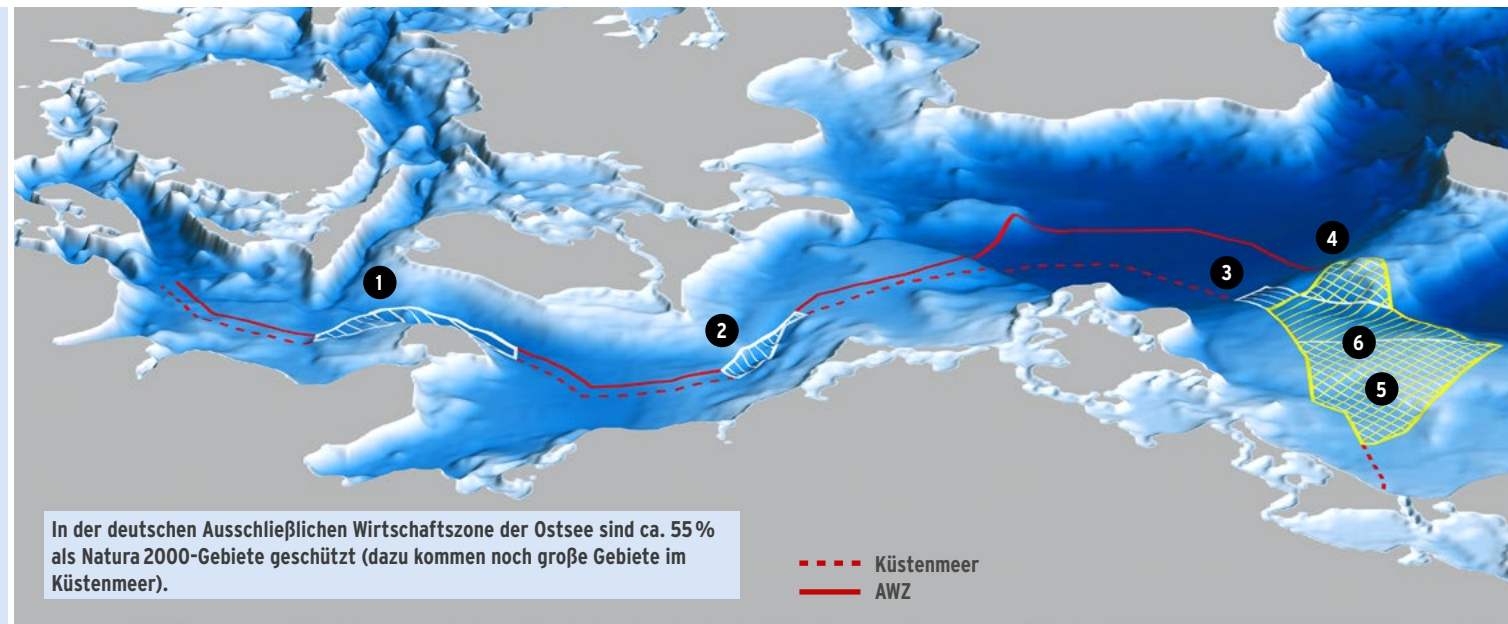 1
2
3
4
6
5
In der deutschen Ausschließlichen Wirtschaftszone der Ostsee sind ca. 55 %
als Natura 2000-Gebiete geschützt (dazu kommen noch große Gebiete im
Küstenmeer).
Küstenmeer
AWZ